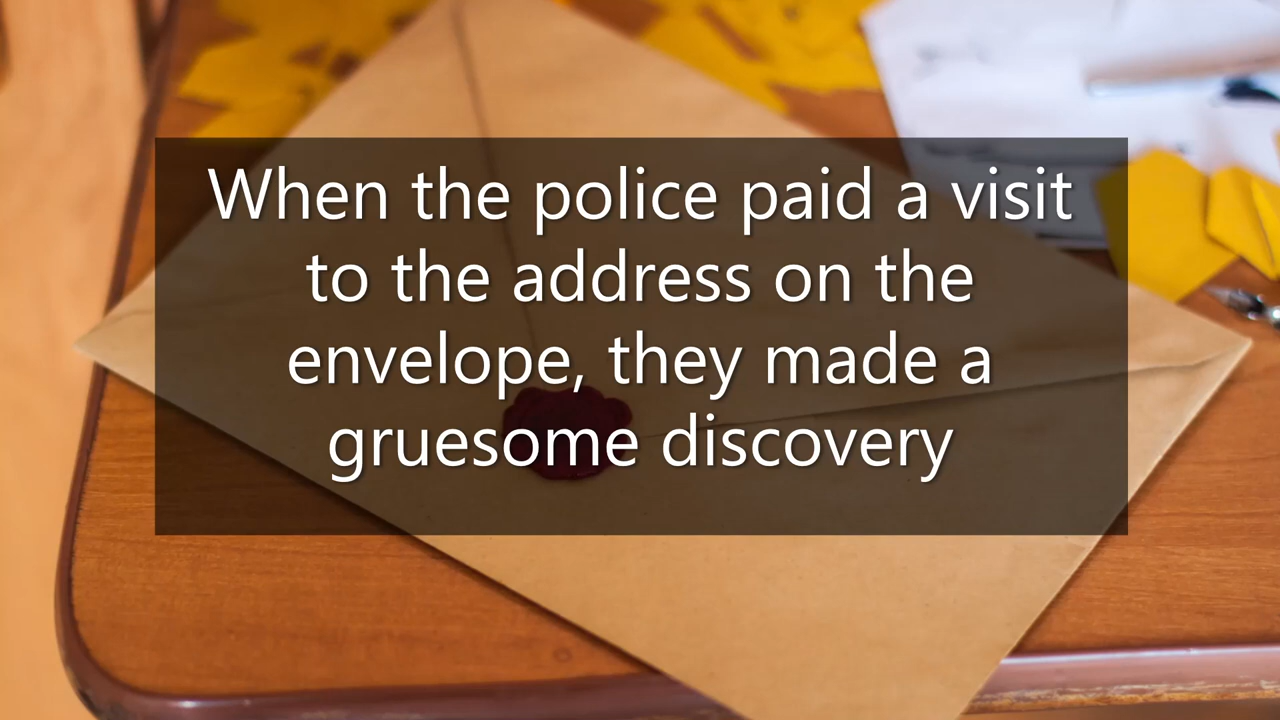 When the police paid a visit
to the address on the
envelope, they made a
gruesome discovery